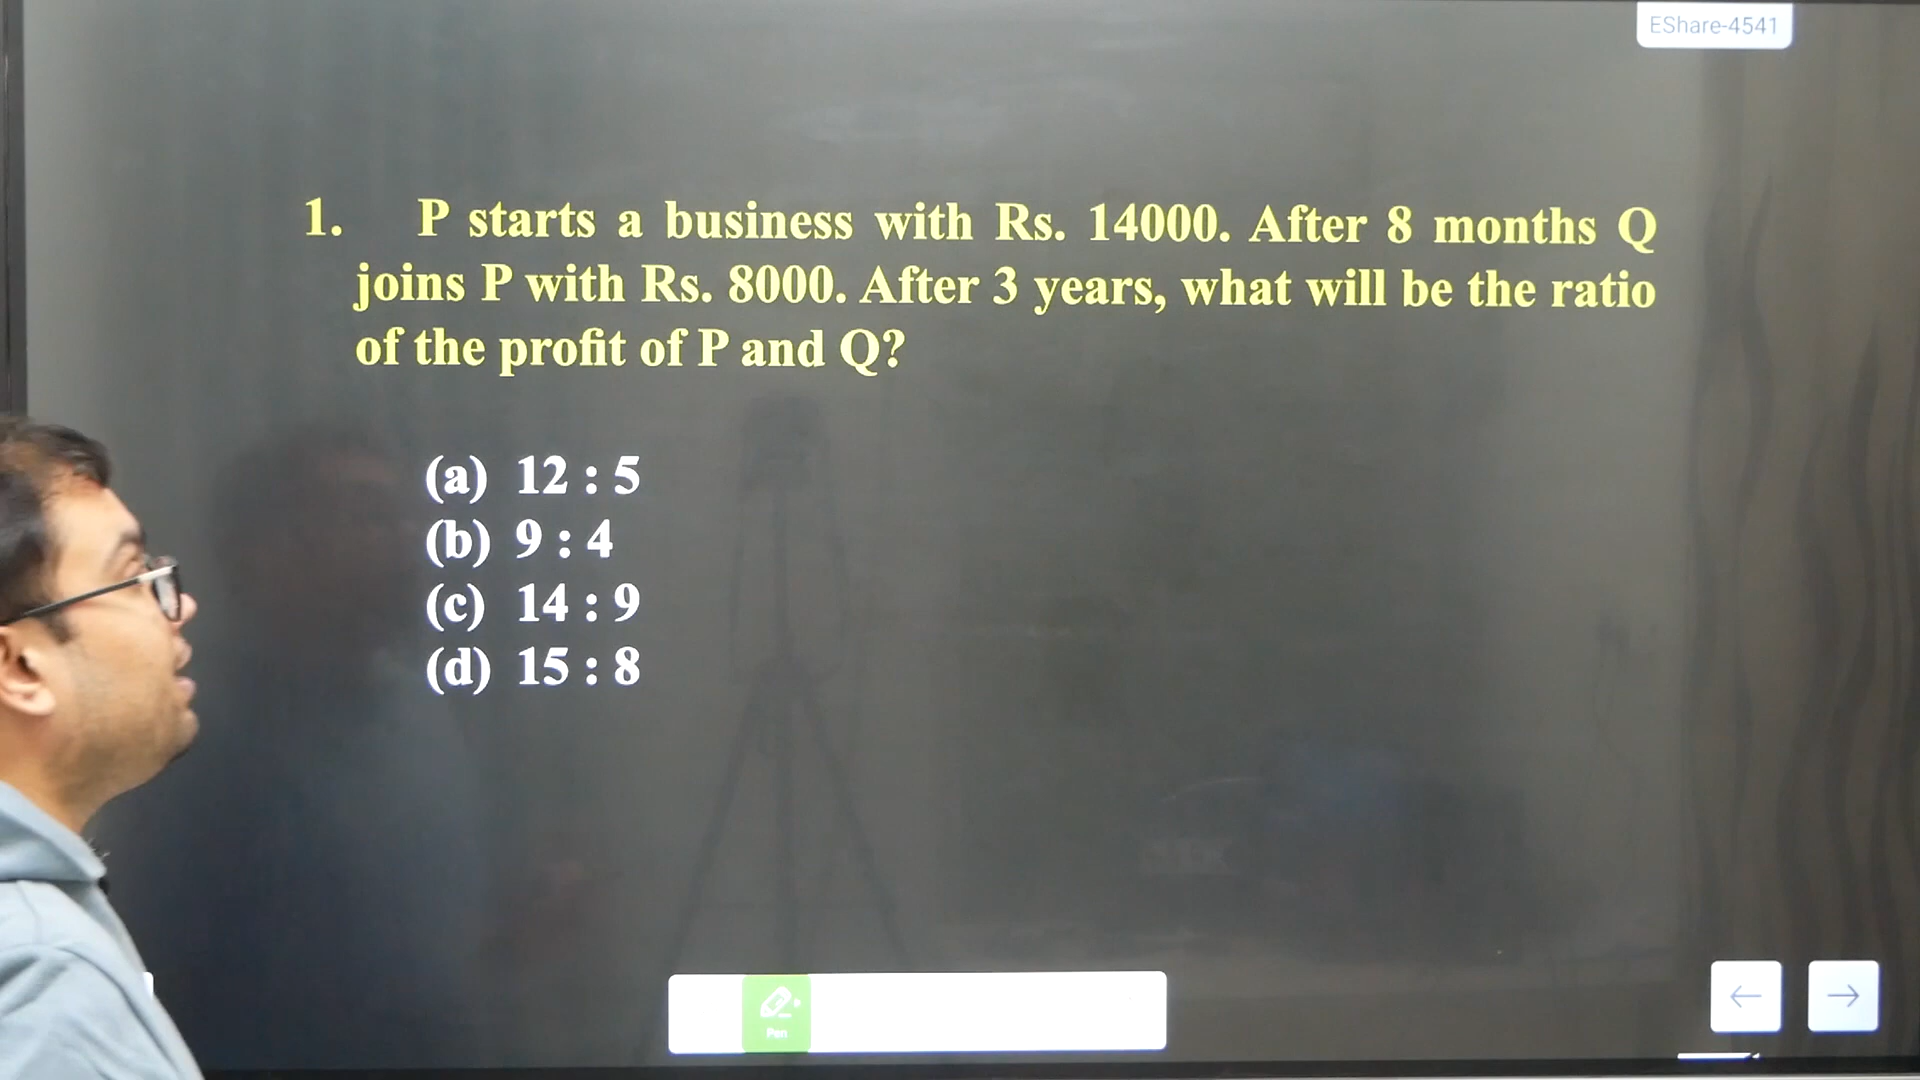 EShare-4541
1. P starts a business with Rs. 14000. After 8 months Q
joins P with Rs. 8000. After 3 years, what will be the ratio
of the profit of P and Q?
(a) 12 : 5
(b) 9 : 4
(c) 14 : 9
(d) 15 : 8
Pen